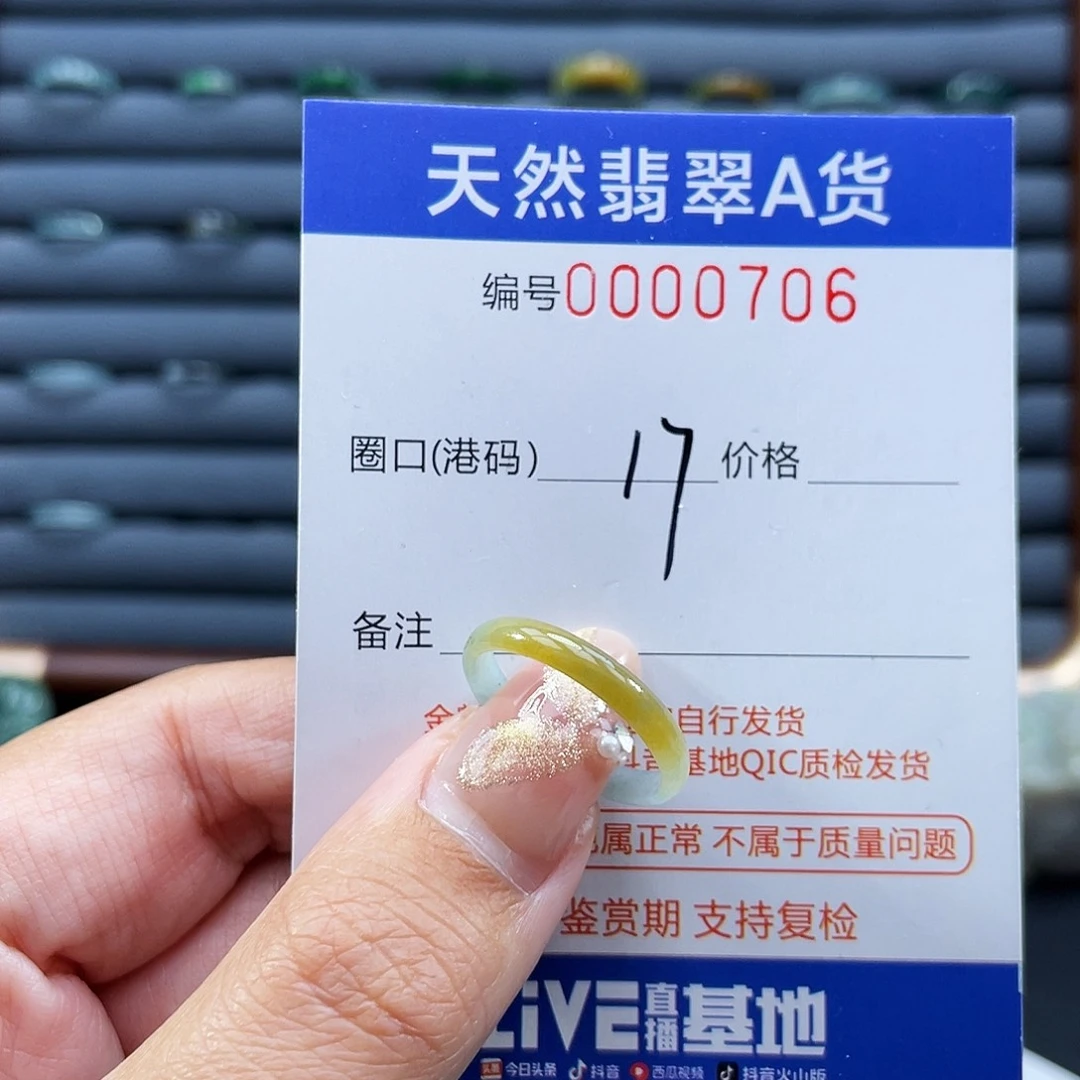 天然翡翠A货
编号0000706
圈口(港码) 17 价格
备注
自行发货
基地QIC质检发货
属正常 不属于质量问题
鉴赏期 支持复检
LiVE直播基地
今日头条 抖音 西瓜视频 抖音火山版